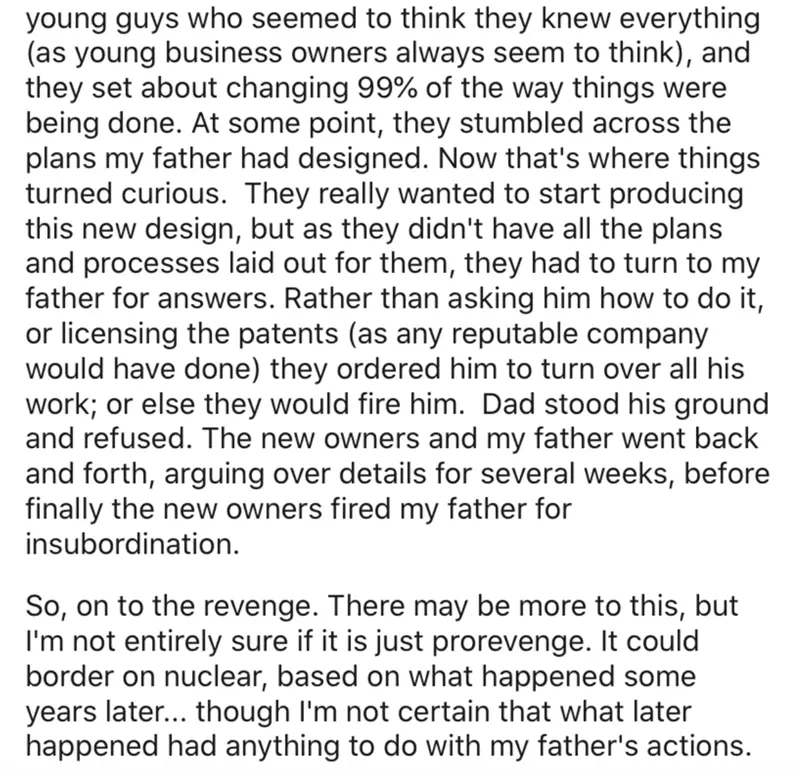 young guys who seemed to think they knew everything
(as young business owners always seem to think), and
they set about changing 99% of the way things were
being done. At some point, they stumbled across the
plans my father had designed. Now that's where things
turned curious.  They really wanted to start producing
this new design, but as they didn't have all the plans
and processes laid out for them, they had to turn to my
father for answers. Rather than asking him how to do it,
or licensing the patents (as any reputable company
would have done) they ordered him to turn over all his
work; or else they would fire him.  Dad stood his ground
and refused. The new owners and my father went back
and forth, arguing over details for several weeks, before
finally the new owners fired my father for
insubordination.
So, on to the revenge. There may be more to this, but
I'm not entirely sure if it is just prorevenge. It could
border on nuclear, based on what happened some
years later... though I'm not certain that what later
happened had anything to do with my father's actions.